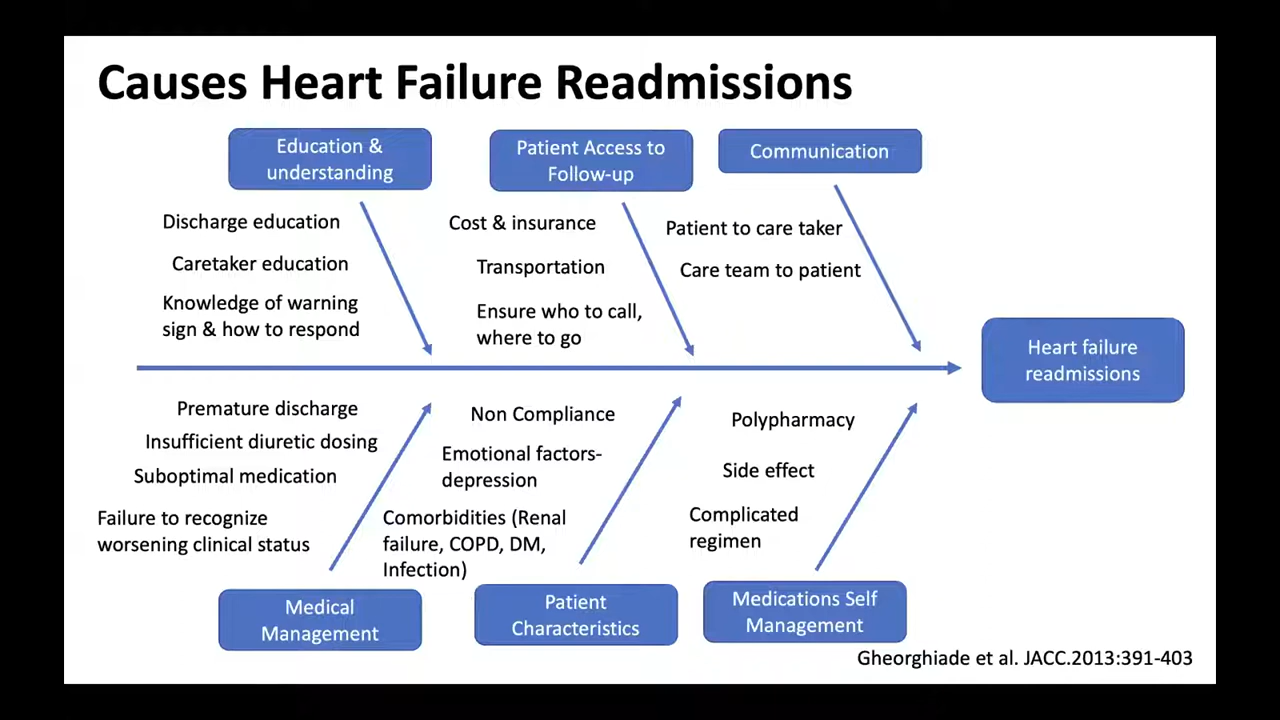 Causes Heart Failure Readmissions
Education &
understanding
Patient Access to
Follow-up
Communication
Discharge education
Caretaker education
Knowledge of warning
sign & how to respond
Cost & insurance
Transportation
Ensure who to call,
where to go
Patient to care taker
Care team to patient
Heart failure
readmissions
Premature discharge
Insufficient diuretic dosing
Suboptimal medication
Failure to recognize
worsening clinical status
Non Compliance
Emotional factors-
depression
Comorbidities (Renal
failure, COPD, DM,
Infection)
Polypharmacy
Side effect
Complicated
regimen
Medical
Management
Patient
Characteristics
Medications Self
Management
Gheorghiade et al. JACC.2013:391-403